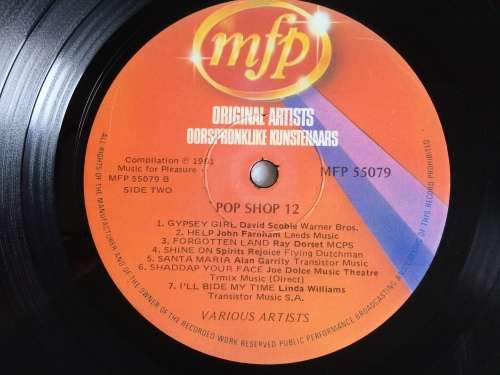 mfp
ORIGINAL ARTISTS
OORSPRONKLIKE KUNSTENAARS
Compilation ℗ 1981
Music for Pleasure
MFP 55079 B
SIDE TWO
MFP 55079
POP SHOP 12
1. GYPSEY GIRL David Scobie Warner Bros.
2. HELP John Farnham Leeds Music
3. FORGOTTEN LAND Ray Dorset MCPS
4. SHINE ON Spirits Rejoice Flying Dutchman
5. SANTA MARIA Alan Garrity Transistor Music
6. SHADDAP YOUR FACE Joe Dolce Music Theatre
Trmix Music (Direct)
7. I'LL BIDE MY TIME Linda Williams
Transistor Music S.A.
VARIOUS ARTISTS
ALL RIGHTS OF THE MANUFACTURER AND OF THE OWNER OF THE RECORDED WORK RESERVED PUBLIC PERFORMANCE BROADCASTING AND OF THIS RECORD PROHIBITED